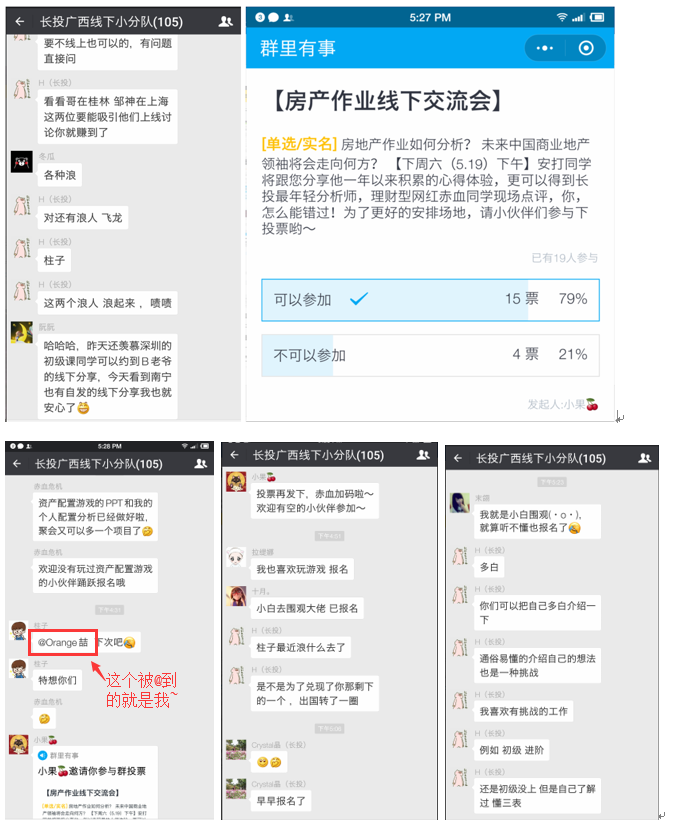 长投广西线下小分队(105)
要不线上也可以的，有问题
直接问
H（长投）
看看哥在桂林 邹神在上海
这两位要能吸引他们上线讨
论你就赚到了
冬瓜
各种浪
H（长投）
对还有浪人 飞龙
H（长投）
柱子
H（长投）
这两个浪人 浪起来，啧啧
阮阮
哈哈哈，昨天还羡慕深圳的
初级课同学可以约到Ｂ老爷
的线下分享，今天看到南宁
也有自发的线下分享我也就
安心了
3
5:27 PM
群里有事
【房产作业线下交流会】
[单选/实名] 房地产作业如何分析？ 未来中国商业地产
领袖将会走向何方？ 【下周六（5.19）下午】安打同学
将跟您分享他一年以来积累的心得体验，更可以得到长
投最年轻分析师，理财型网红赤血同学现场点评，你，
怎么能错过！为了更好的安排场地，请小伙伴们参与下
投票哟～
已有19人参与
可以参加 15 票 79%
不可以参加 4 票 21%
发起人:小果🍒
5:28 PM
长投广西线下小分队(105)
赤血危机
资产配置游戏的PPT和我的
个人配置分析已经做好啦，
聚会又可以多一个项目了
赤血危机
欢迎没有玩过资产配置游戏
的小伙伴踊跃报名哦
柱子
@Orange喆 下次吧
这个被@到
的就是我~
柱子
特想你们
赤血危机
小果🍒
群里有事
小果🍒邀请你参与群投票
【房产作业线下交流会】
长投广西线下小分队(105)
小果🍒
投票再发下，赤血加码啦～
欢迎有空的小伙伴参加～
拉缇娜
我也喜欢玩游戏 报名
十月。
小白去围观大佬 已报名
H（长投）
柱子最近浪什么去了
H（长投）
是不是为了兑现了你那剩下
的一个 ，出国转了一圈
Crystal晶（长投）
Crystal晶（长投）
早早报名了
长投广西线下小分队(105)
我就是小白围观(・o・)，
就算听不懂也报名了
H（长投）
多白
H（长投）
你们可以把自己多白介绍一
下
H（长投）
通俗易懂的介绍自己的想法
也是一种挑战
H（长投）
我喜欢有挑战的工作
H（长投）
例如 初级 进阶
H（长投）
还是初级没上 但是自己了解
过 懂三表